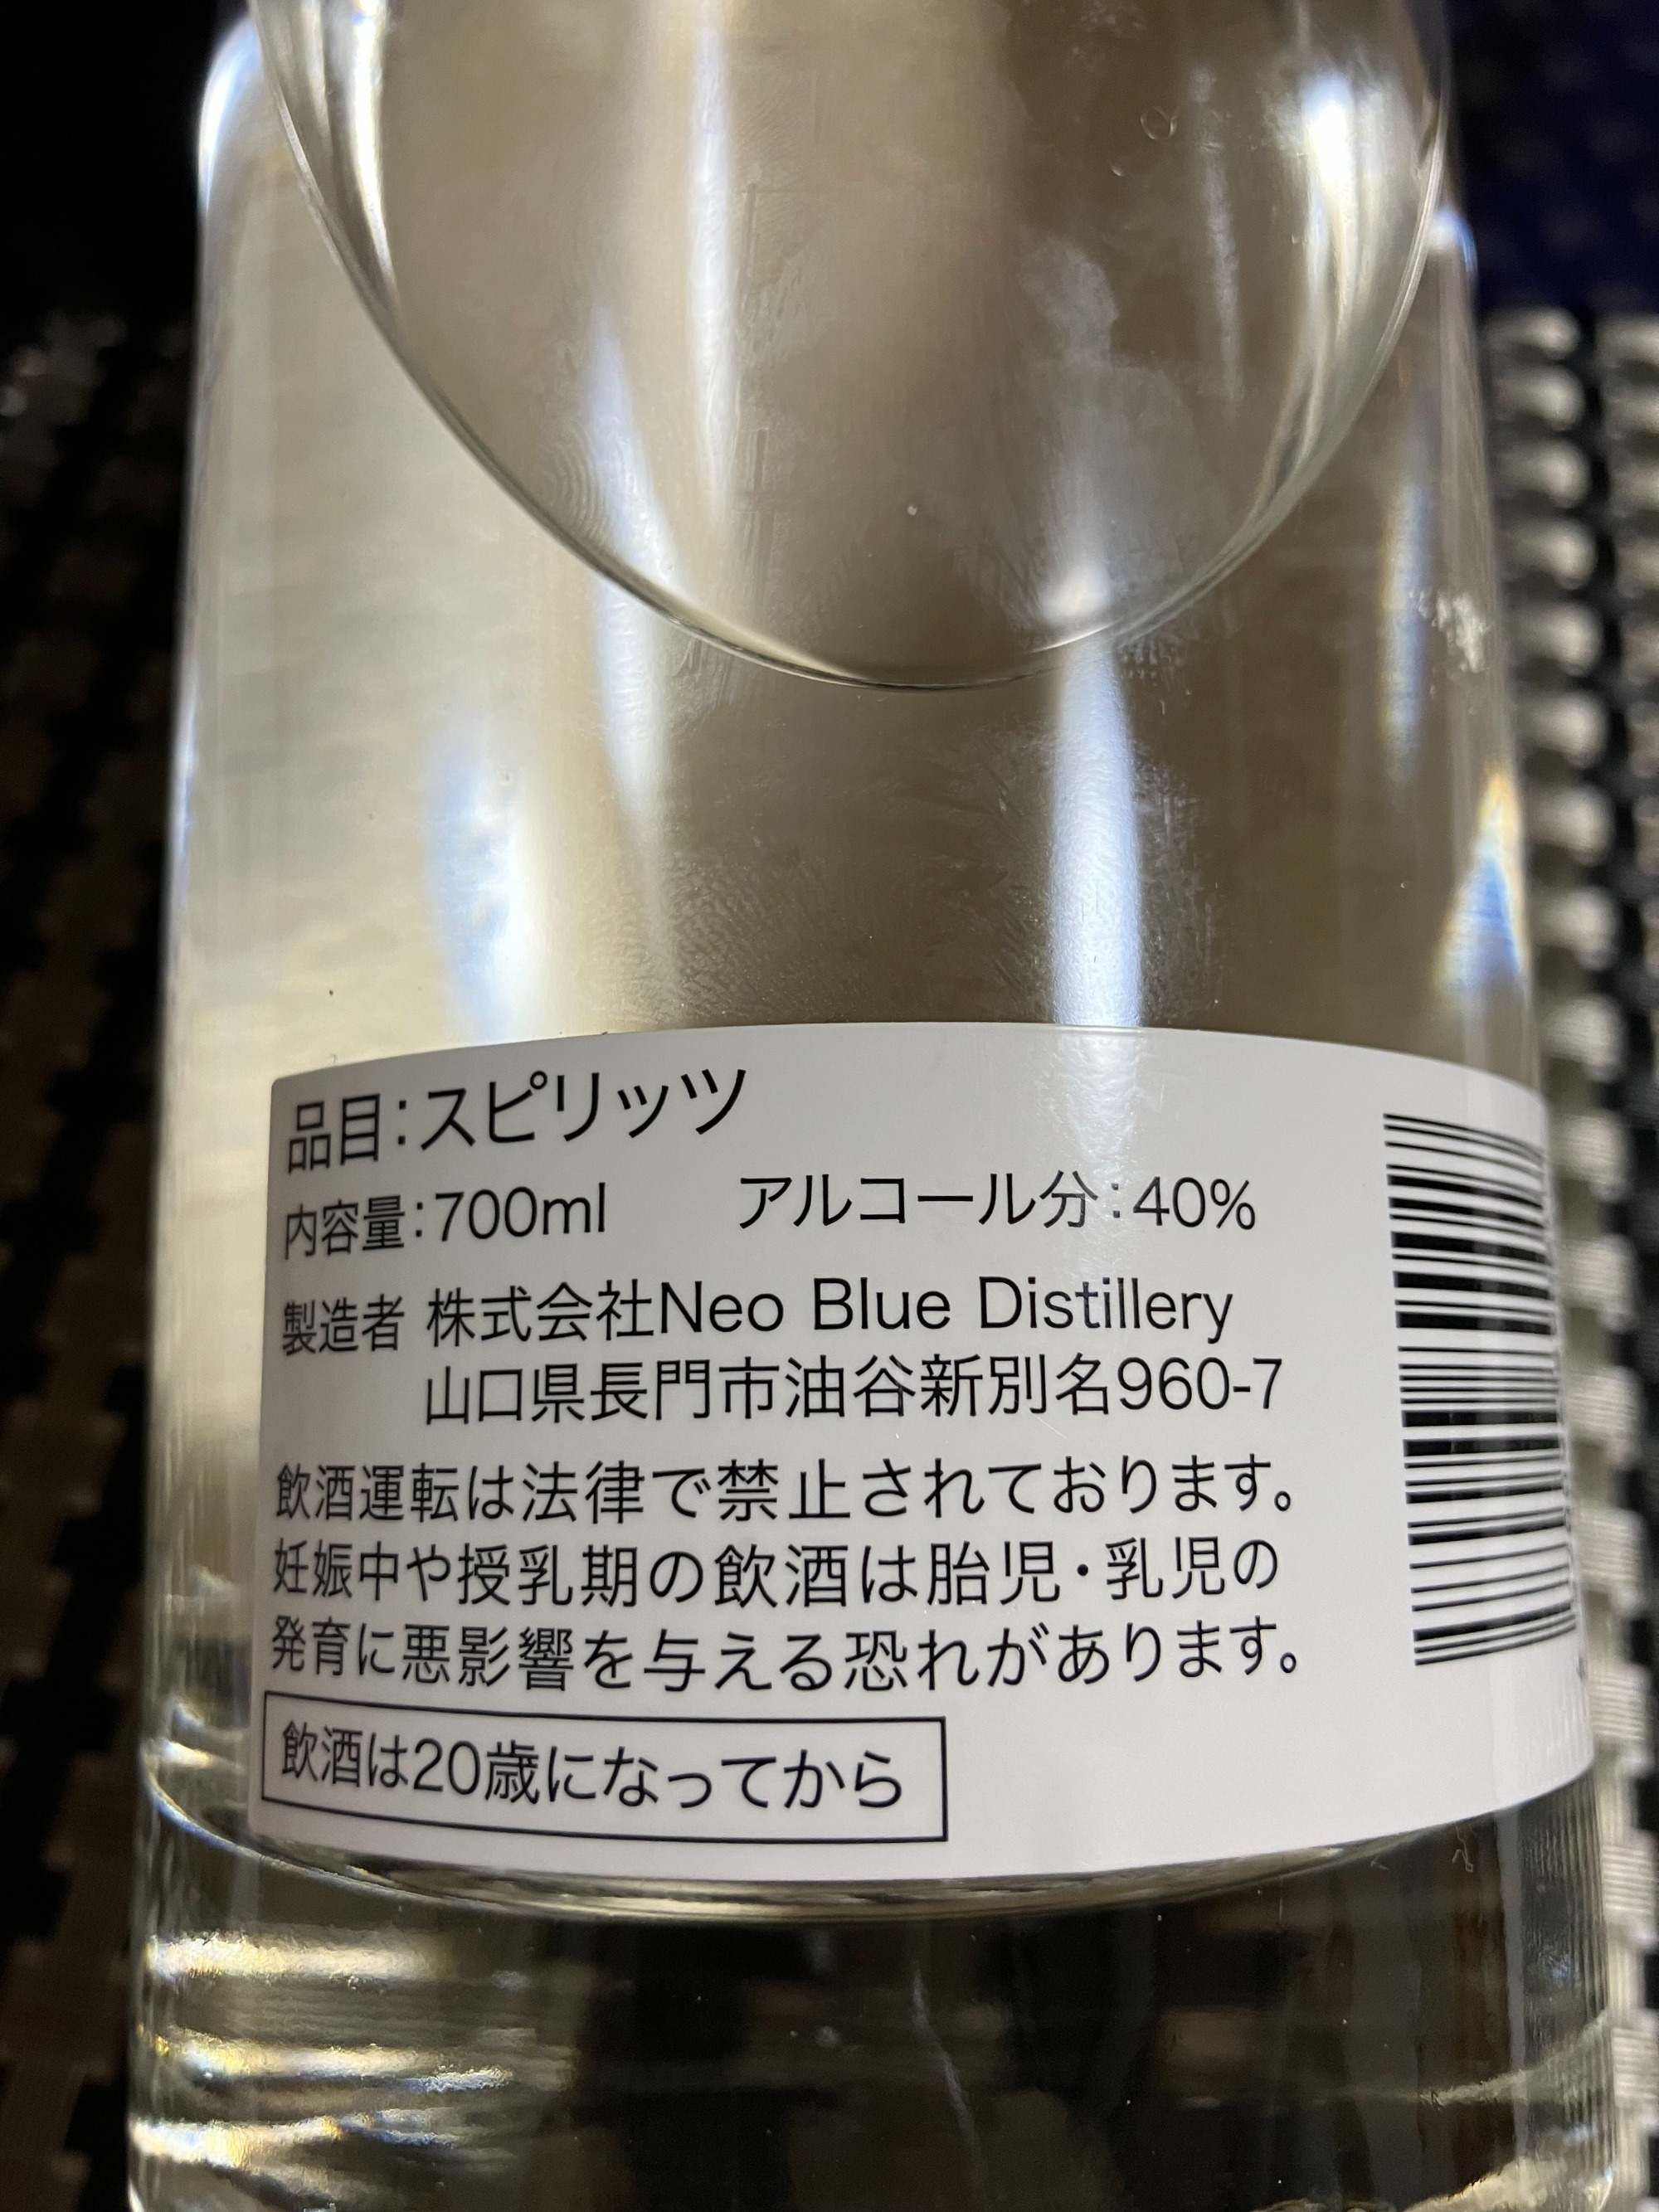 品目:スピリッツ
内容量:700ml アルコール分:40%
製造者 株式会社Neo Blue Distillery
山口県長門市油谷新別名960-7
飲酒運転は法律で禁止されております。
妊娠中や授乳期の飲酒は胎児・乳児の
発育に悪影響を与える恐れがあります。
飲酒は20歳になってから